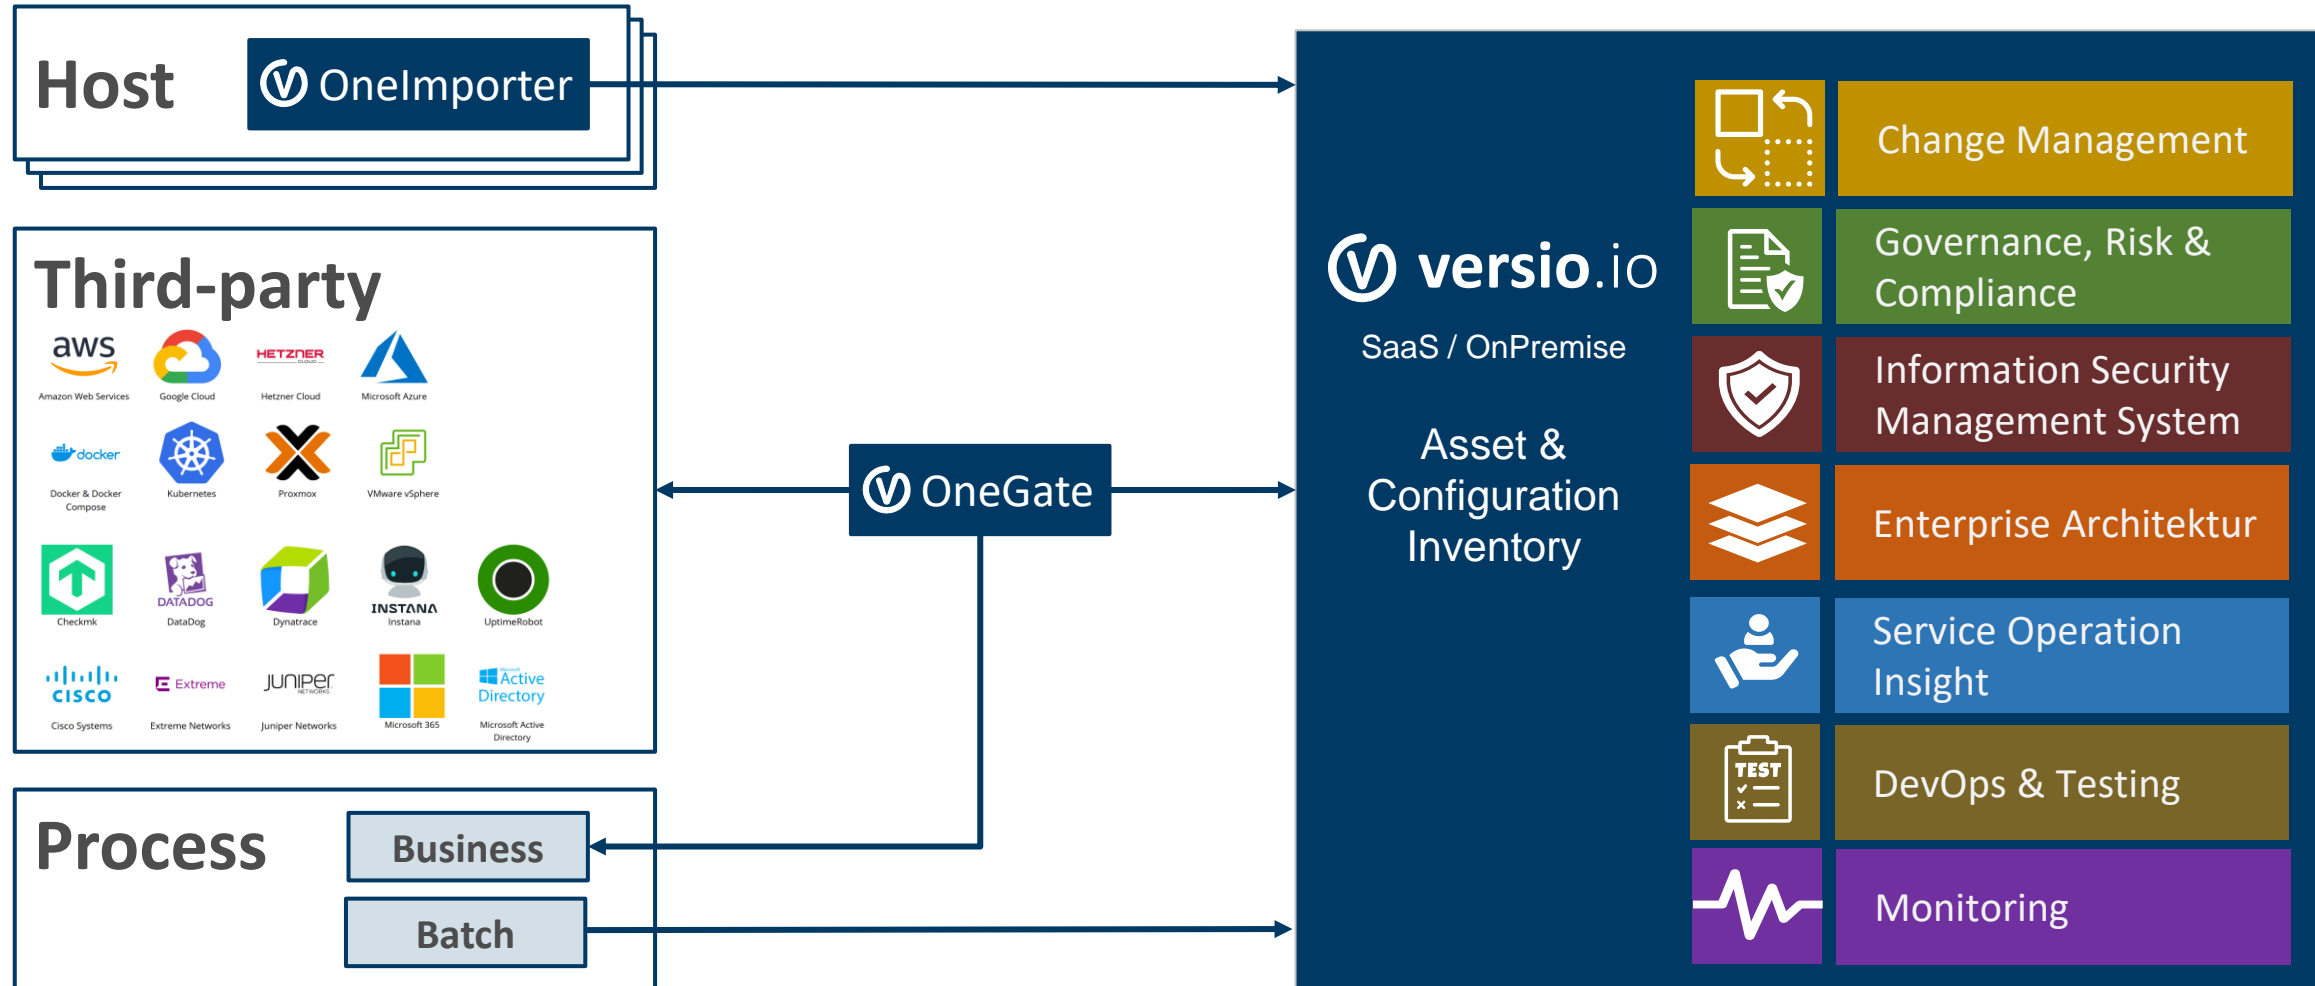 Host
OneImporter
Third-party
aws
Amazon Web Services
Google Cloud
HETZNER
CLOUD
Hetzner Cloud
Microsoft Azure
docker
Docker & Docker
Compose
Kubernetes
Proxmox
VMware vSphere
Checkmk
DATADOG
DataDog
Dynatrace
INSTANA
Instana
UptimeRobot
CISCO
Cisco Systems
Extreme
Extreme Networks
JUNIPER
NETWORKS
Juniper Networks
Microsoft 365
Microsoft
Active
Directory
Microsoft Active
Directory
Process
Business
Batch
OneGate
versio.io
SaaS / OnPremise
Asset &
Configuration
Inventory
Change Management
Governance, Risk &
Compliance
Information Security
Management System
Enterprise Architektur
Service Operation
Insight
TEST
DevOps & Testing
Monitoring